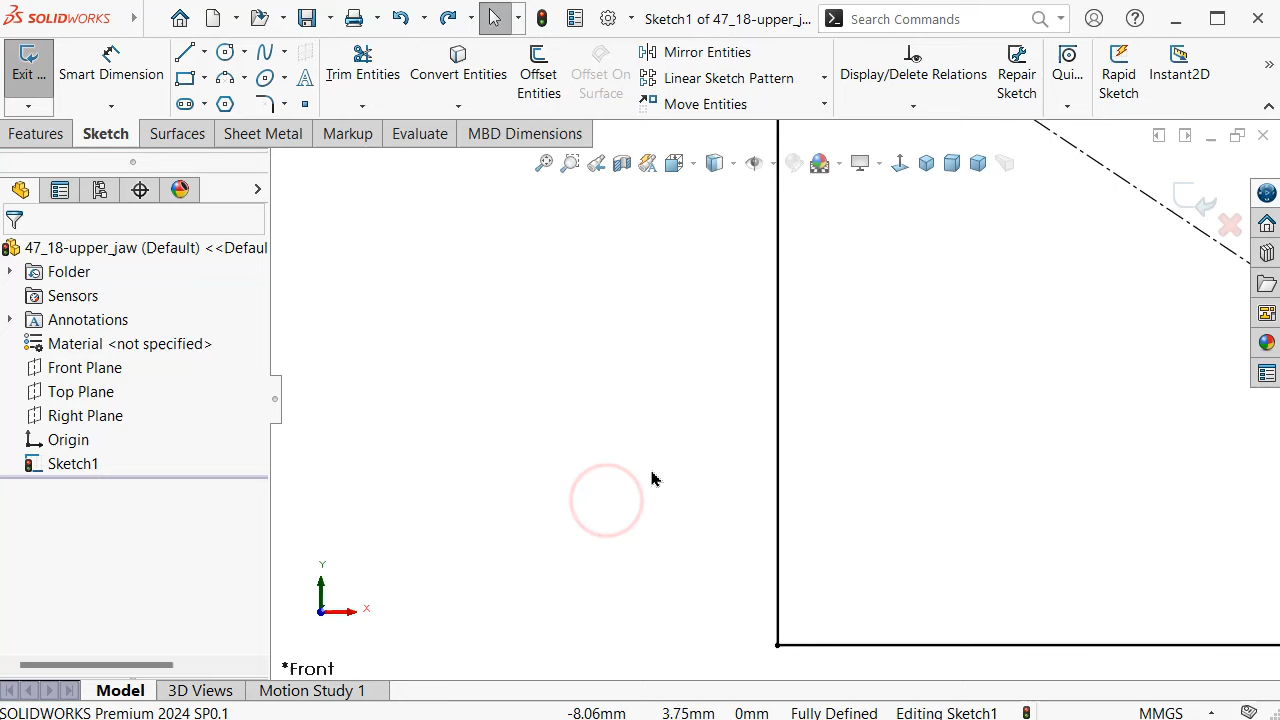 SOLIDWORKS
Sketch1 of 47_18-upper_j...
Search Commands
Exit ...
Smart Dimension
Trim Entities
Convert Entities
Offset Entities
Offset On Surface
Mirror Entities
Linear Sketch Pattern
Move Entities
Display/Delete Relations
Repair Sketch
Qui...
Rapid Sketch
Instant2D
Features
Sketch
Surfaces
Sheet Metal
Markup
Evaluate
MBD Dimensions
47_18-upper_jaw (Default) <<Defaul
Folder
Sensors
Annotations
Material <not specified>
Front Plane
Top Plane
Right Plane
Origin
Sketch1
Y
X
*Front
Model
3D Views
Motion Study 1
SOLIDWORKS Premium 2024 SP0.1
-8.06mm
3.75mm
0mm
Fully Defined
Editing Sketch1
MMGS